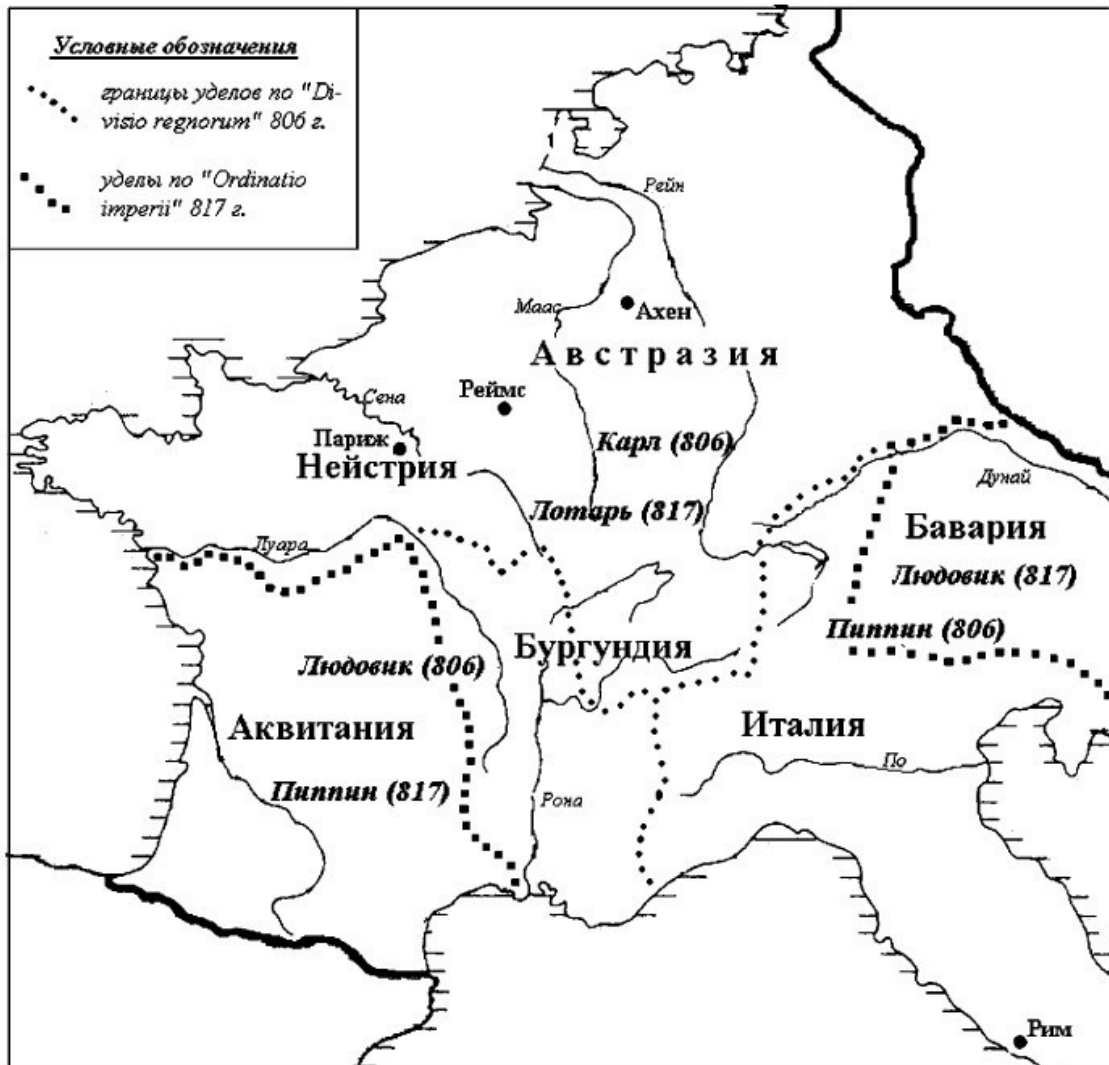 Условные обозначения
границы уделов по "Di-
visio regnorum" 806 г.
уделы по "Ordinatio
imperii" 817 г.
Рейн
Маас
Ахен
Австразия
Сена
Реймс
Париж
Нейстрия
Карл (806)
Лотарь (817)
Дунай
Бавария
Луара
Людовик (817)
Пиппин (806)
Бургундия
Людовик (806)
Аквитания
Италия
Пиппин (817)
По
Рона
Рим